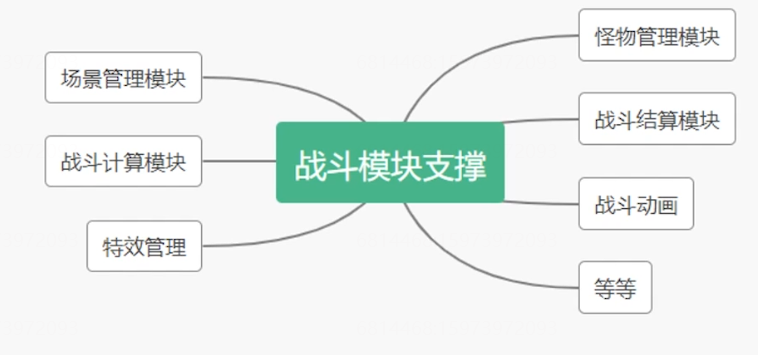 战斗模块支撑
场景管理模块
战斗计算模块
特效管理
怪物管理模块
战斗结算模块
战斗动画
等等